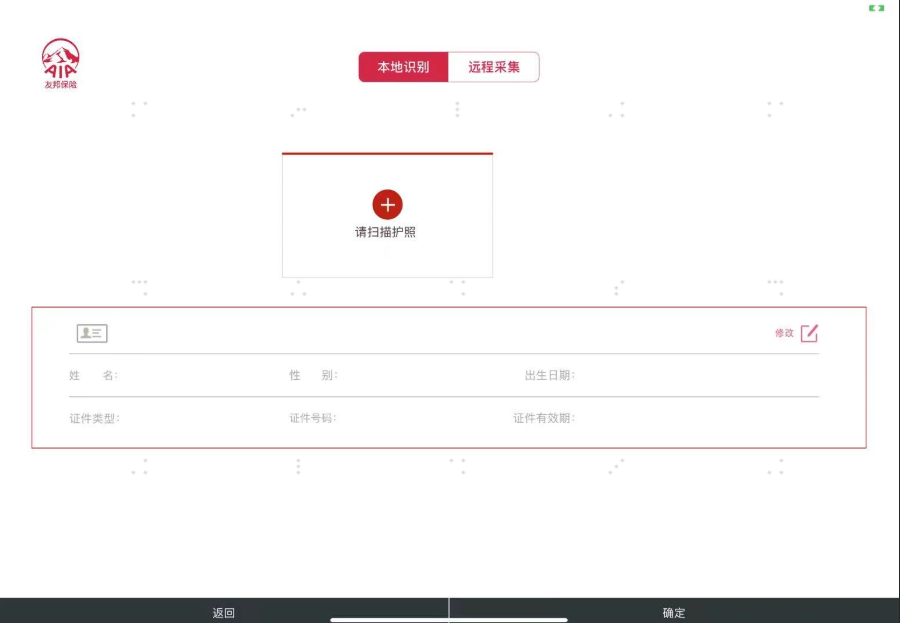 AIA
友邦保险
本地识别 远程采集
请扫描护照
修改
姓 名: 性 别: 出生日期:
证件类型: 证件号码: 证件有效期:
返回 确定